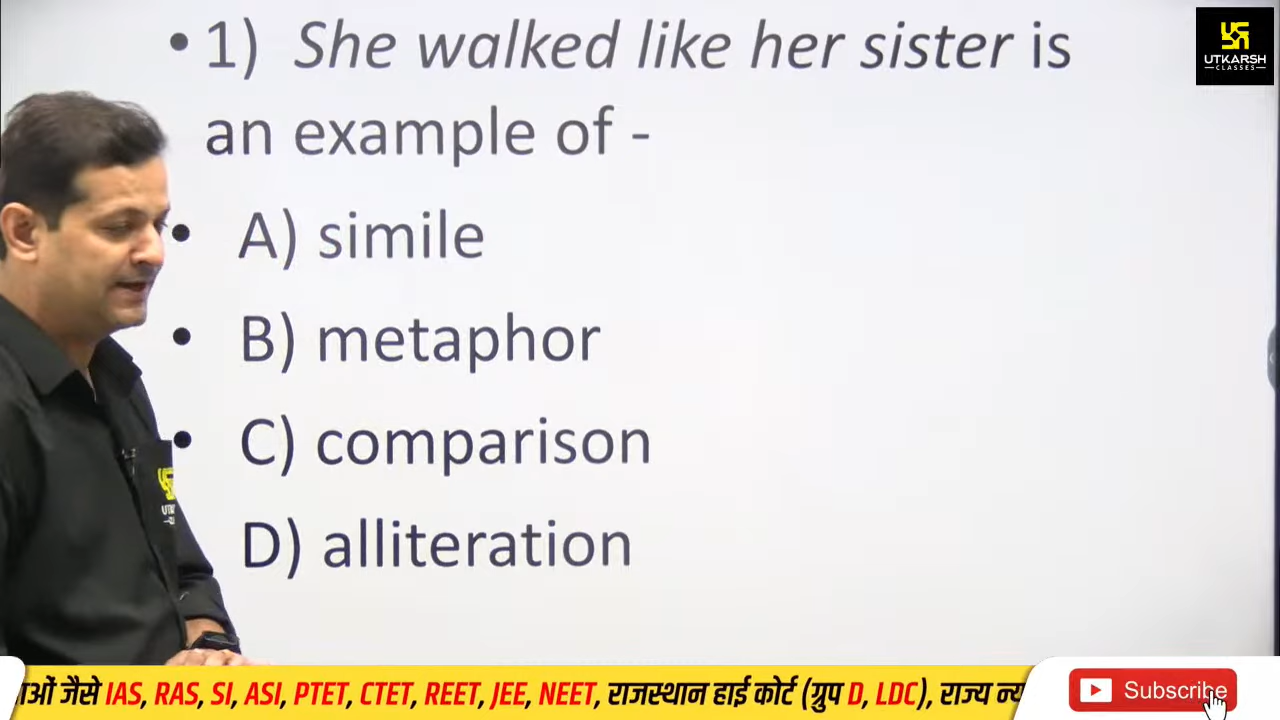 • 1) She walked like her sister is
UTKARSH
CLASSES
an example of -
• A) simile
• B) metaphor
• C) comparison
D) alliteration
ाओं जैसे IAS, RAS, SI, ASI, PTET, CTET, REET, JEE, NEET, राजस्थान हाई कोर्ट (ग्रुप D, LDC), राज्य
Subscribe